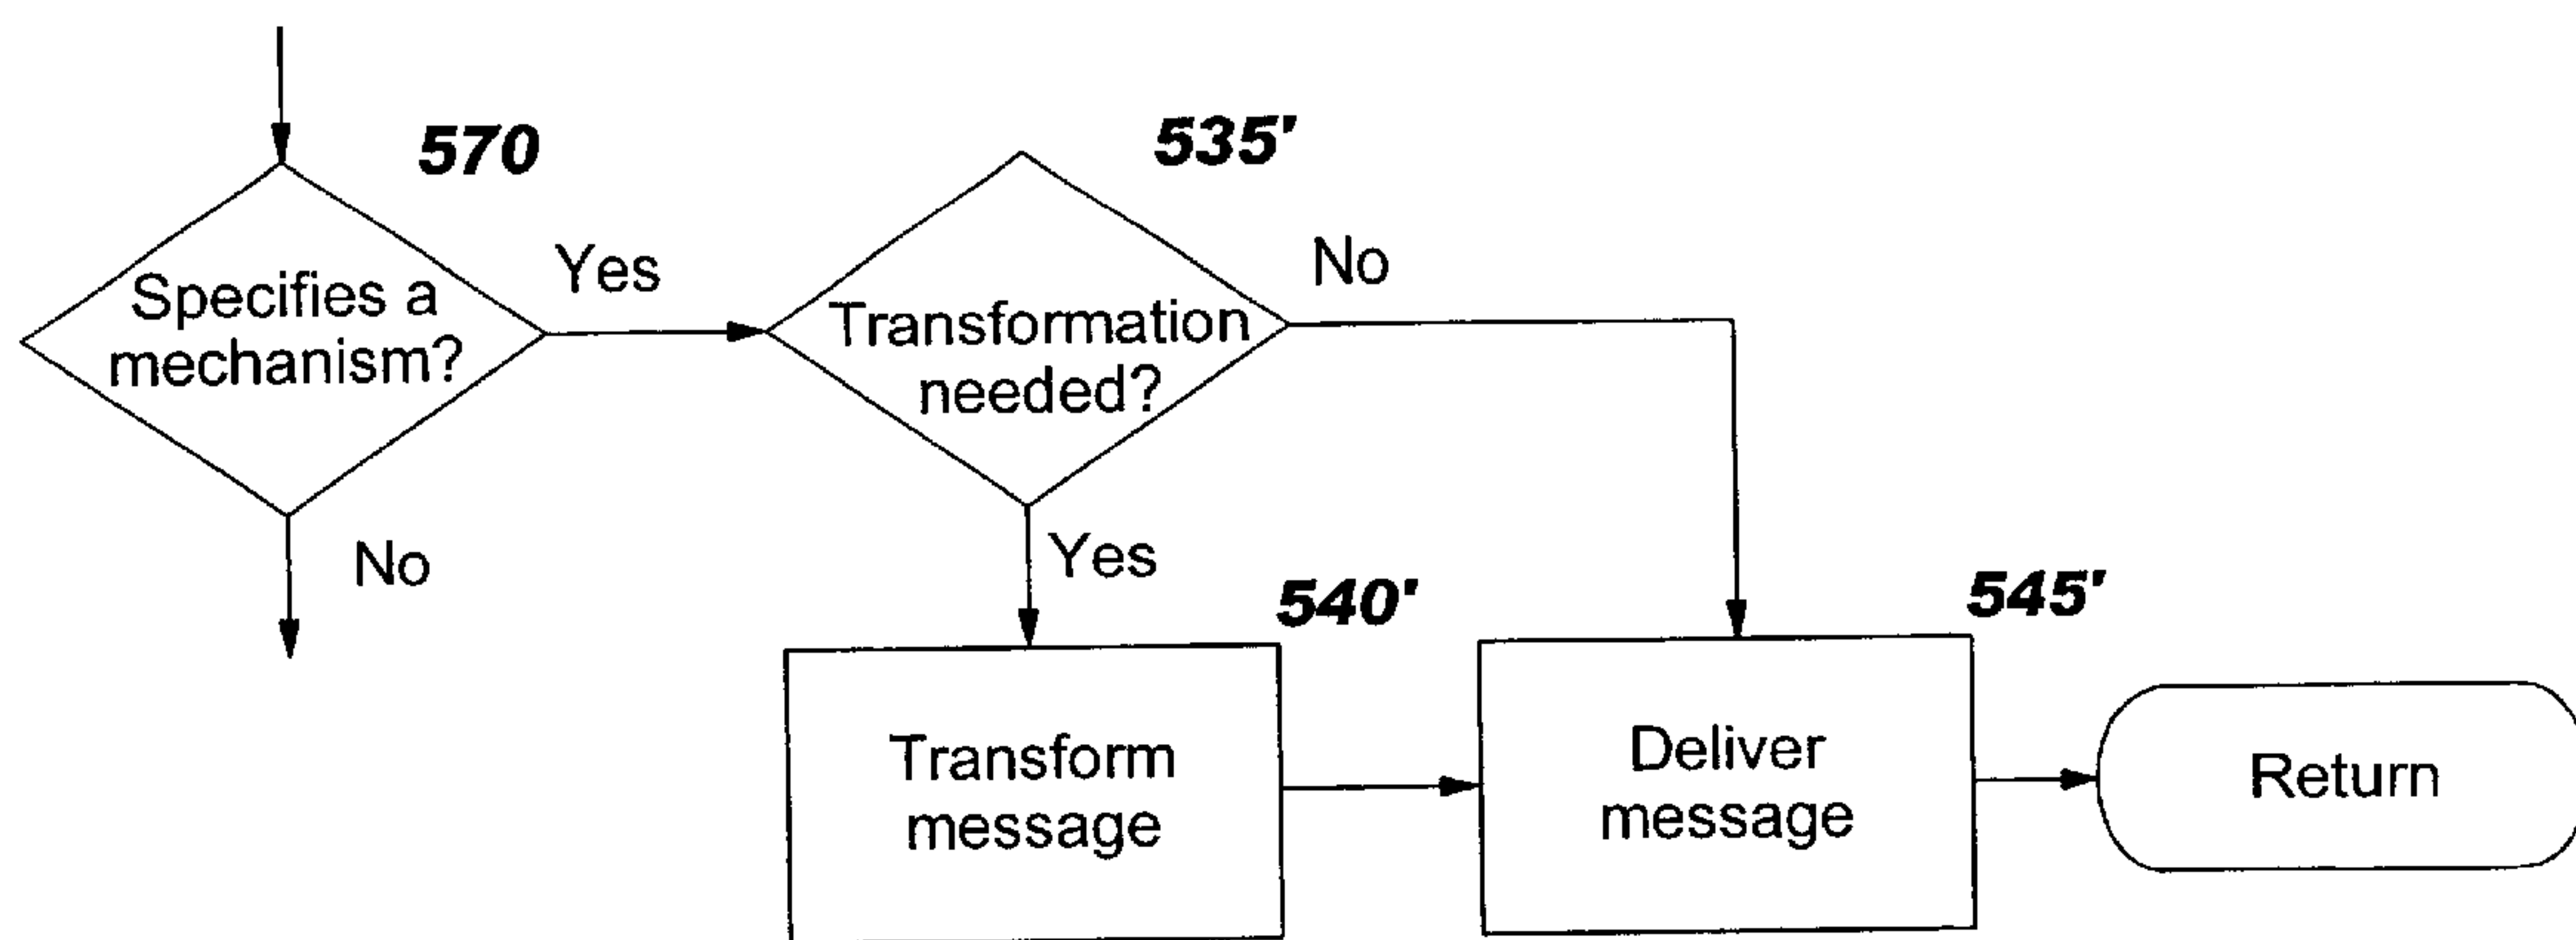 570
535'
Specifies a
mechanism?
Yes
Transformation
needed?
No
No
Yes
540'
545'
Transform
message
Deliver
message
Return